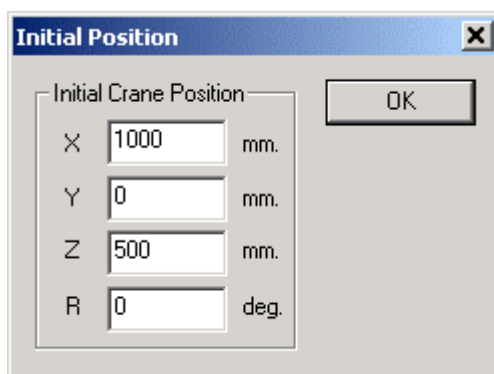 Initial Position
Initial Crane Position
OK
X 1000 mm.
Y 0 mm.
Z 500 mm.
R 0 deg.